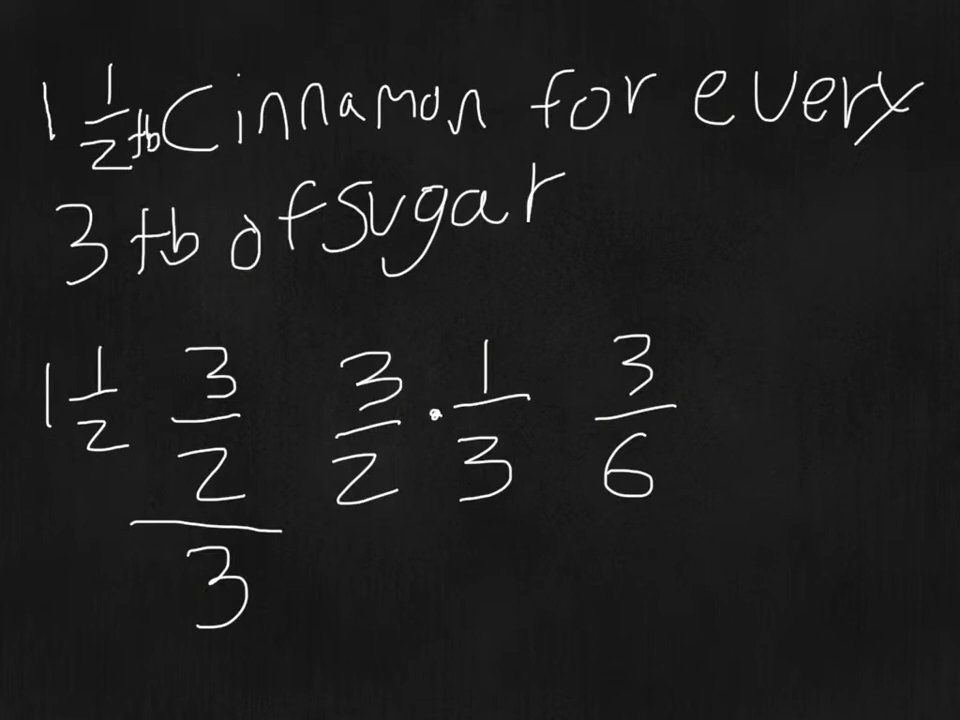 1 1/2 tb Cinnamon for every
3 tb of sugar
1 1/2 3/2/3 3/2 · 1/3 3/6